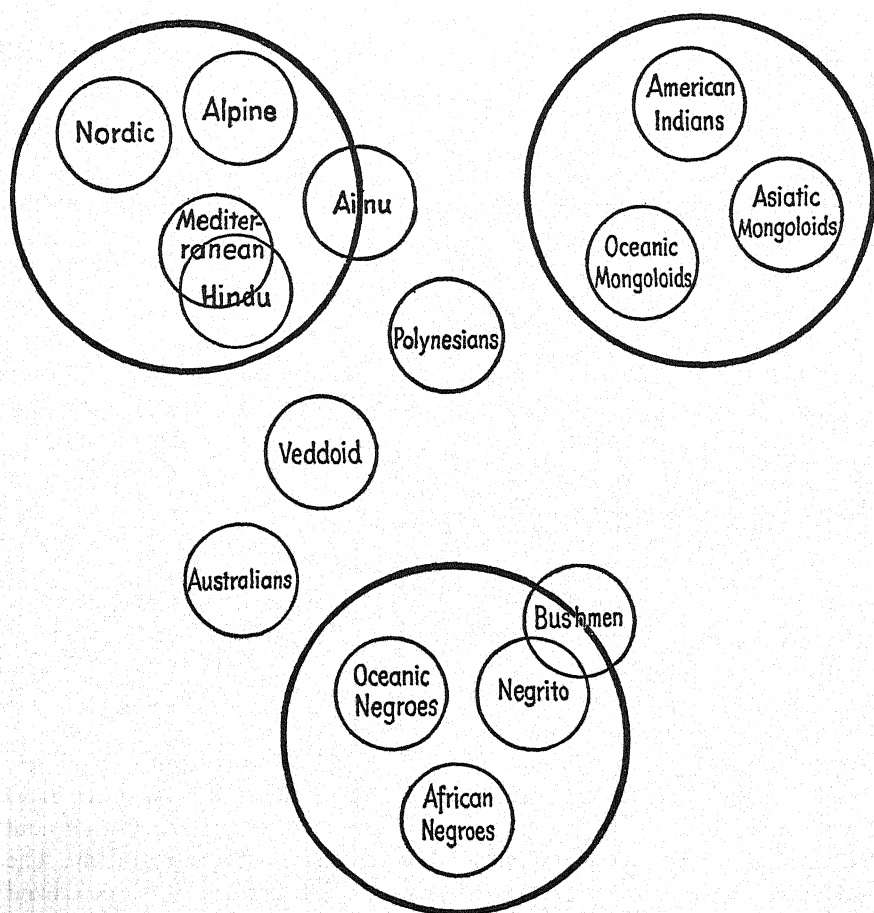 Nordic
Alpine
Mediter-
ranean
Hindu
Ainu
American
Indians
Asiatic
Mongoloids
Oceanic
Mongoloids
Polynesians
Veddoid
Australians
Bushmen
Oceanic
Negroes
Negrito
African
Negroes